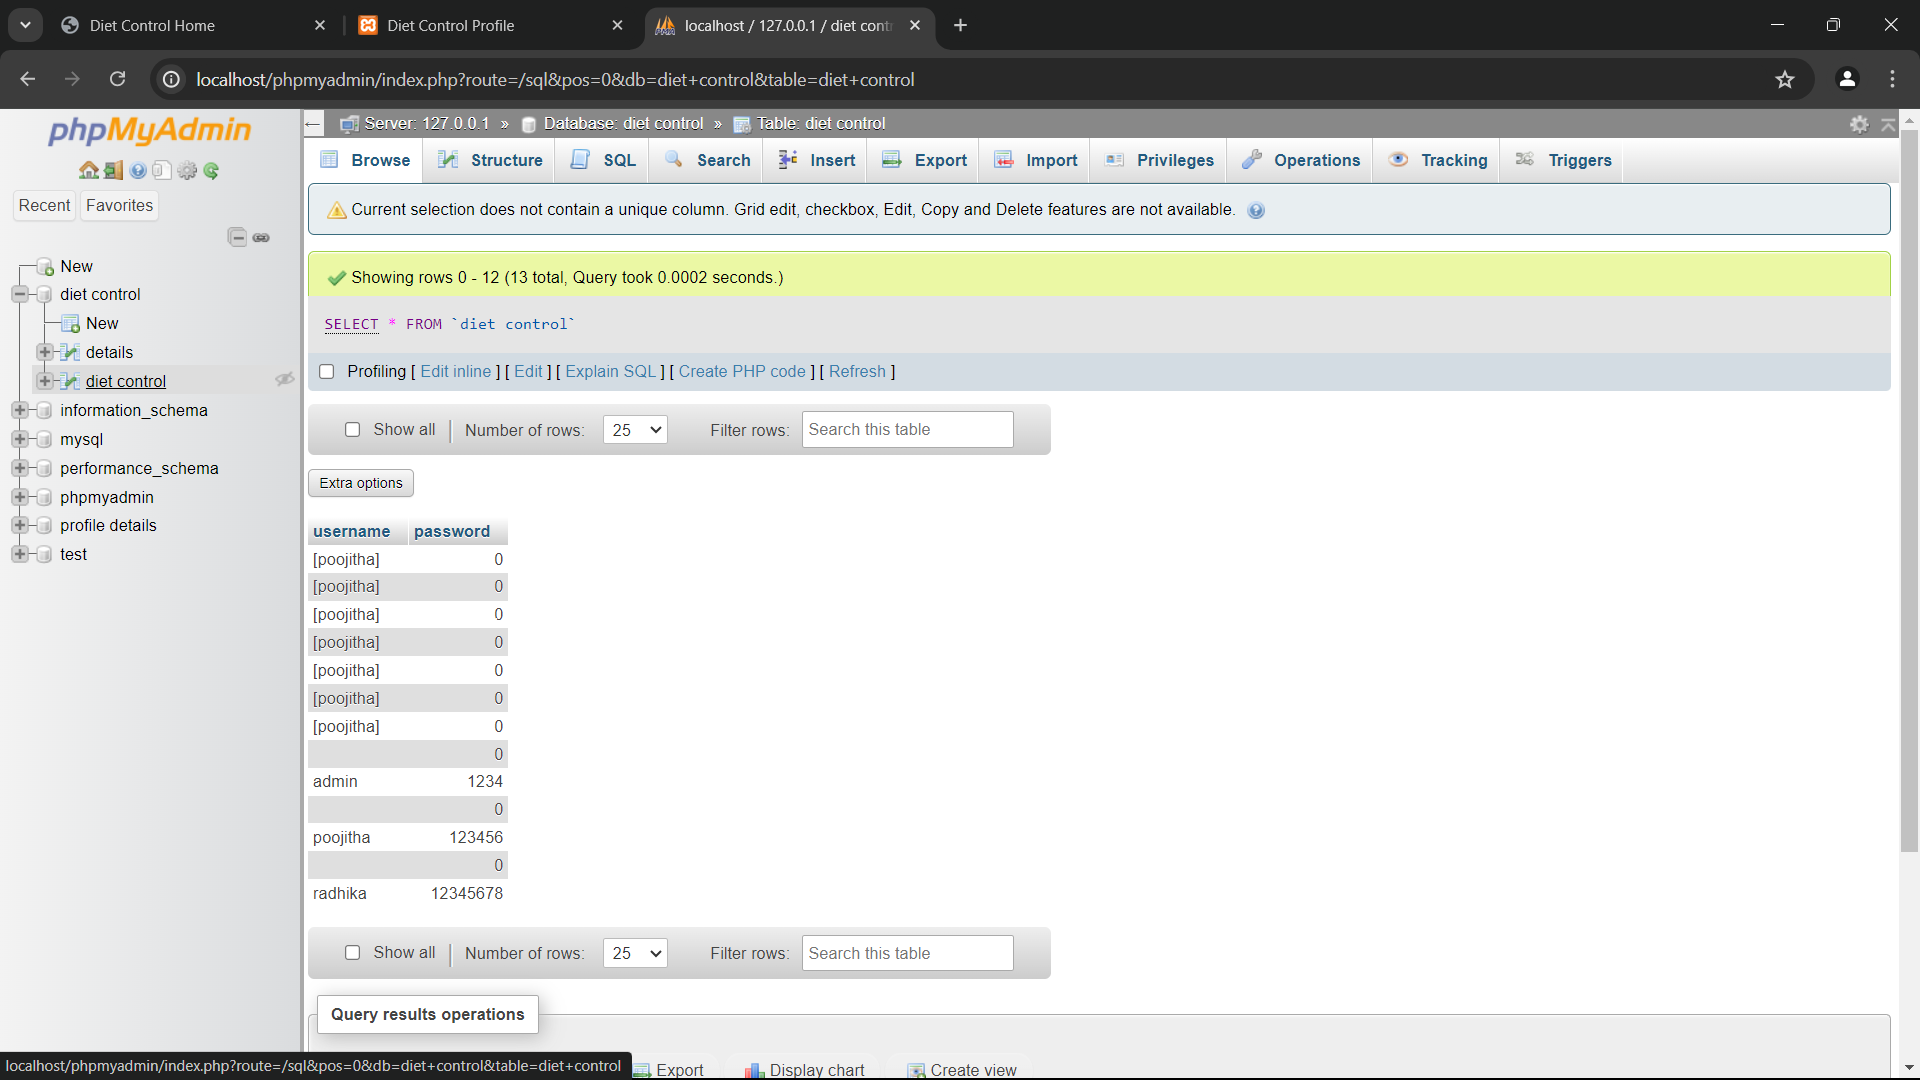 Diet Control Home
Diet Control Profile
localhost / 127.0.0.1 / diet cont
localhost/phpmyadmin/index.php?route=/sql&pos=0&db=diet+control&table=diet+control
phpMyAdmin
Recent
Favorites
New
diet control
New
details
diet control
information_schema
mysql
performance_schema
phpmyadmin
profile details
test
Server: 127.0.0.1 » Database: diet control » Table: diet control
Browse Structure SQL Search Insert Export Import Privileges Operations Tracking Triggers
Current selection does not contain a unique column. Grid edit, checkbox, Edit, Copy and Delete features are not available.
Showing rows 0 - 12 (13 total, Query took 0.0002 seconds.)
SELECT * FROM `diet control`
Profiling [ Edit inline ] [ Edit ] [ Explain SQL ] [ Create PHP code ] [ Refresh ]
Show all Number of rows: 25 Filter rows: Search this table
Extra options
username password
[poojitha] 0
[poojitha] 0
[poojitha] 0
[poojitha] 0
[poojitha] 0
[poojitha] 0
[poojitha] 0
0
admin 1234
0
poojitha 123456
0
radhika 12345678
Show all Number of rows: 25 Filter rows: Search this table
Query results operations
localhost/phpmyadmin/index.php?route=/sql&pos=0&db=diet+control&table=diet+control
Export Display chart Create view